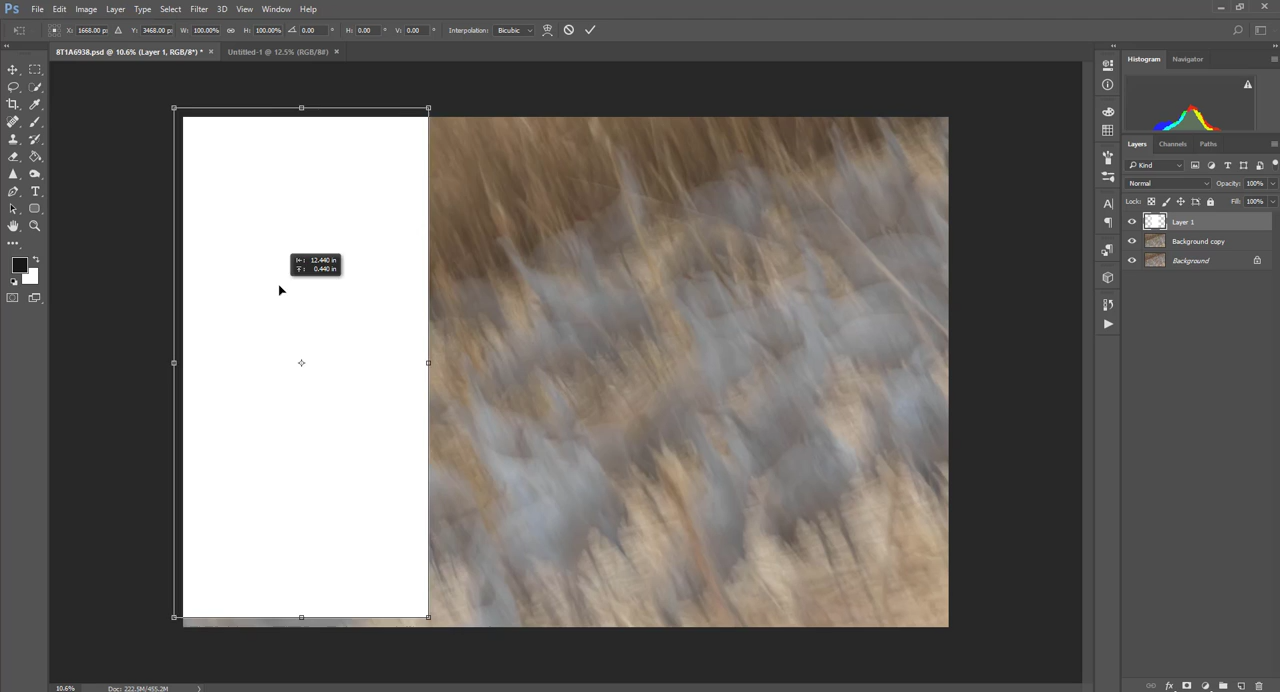 Ps File Edit Image Layer Type Select Filter 3D View Window Help
X: 1668.00 px Y: 3468.00 px W: 100.00% H: 100.00% 0.00 ° H: 0.00 ° V: 0.00 ° Interpolation: Bicubic
8T1A6938.psd @ 10.6% (Layer 1, RGB/8*) * × Untitled-1 @ 12.5% (RGB/8#) ×
Histogram Navigator
Layers Channels Paths
Kind
Normal Opacity: 100%
Lock: Fill: 100%
Layer 1
Background copy
Background
12.440 in
0.440 in
10.6% Doc: 222.5M/455.2M